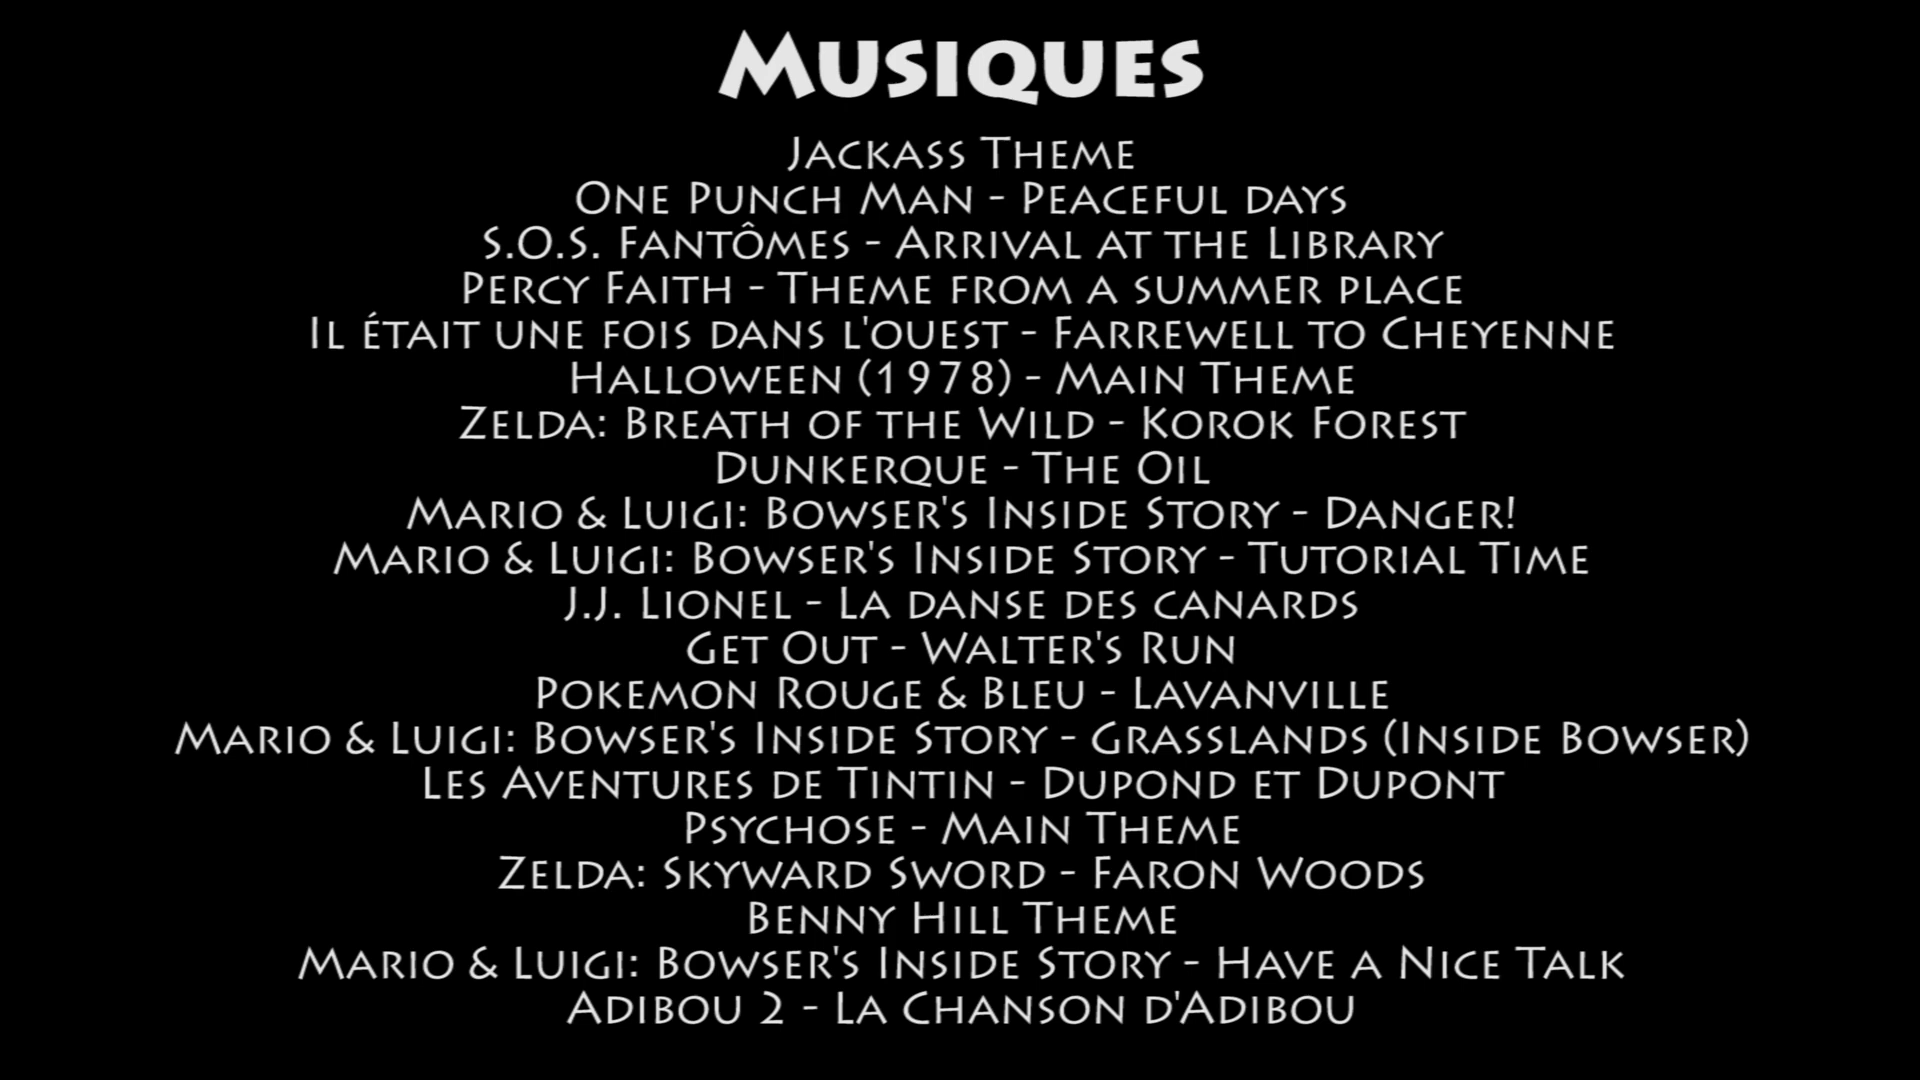 Musiques
Jackass Theme
One Punch Man - Peaceful days
S.O.S. Fantômes - Arrival at the Library
Percy Faith - Theme from a summer place
Il était une fois dans l'ouest - Farrewell to Cheyenne
Halloween (1978) - Main Theme
Zelda: Breath of the Wild - Korok Forest
Dunkerque - The Oil
Mario & Luigi: Bowser's Inside Story - Danger!
Mario & Luigi: Bowser's Inside Story - Tutorial Time
J.J. Lionel - La danse des canards
Get Out - Walter's Run
Pokemon Rouge & Bleu - Lavanville
Mario & Luigi: Bowser's Inside Story - Grasslands (Inside Bowser)
Les Aventures de Tintin - Dupond et Dupont
Psychose - Main Theme
Zelda: Skyward Sword - Faron Woods
Benny Hill Theme
Mario & Luigi: Bowser's Inside Story - Have a Nice Talk
Adibou 2 - La Chanson d'Adibou